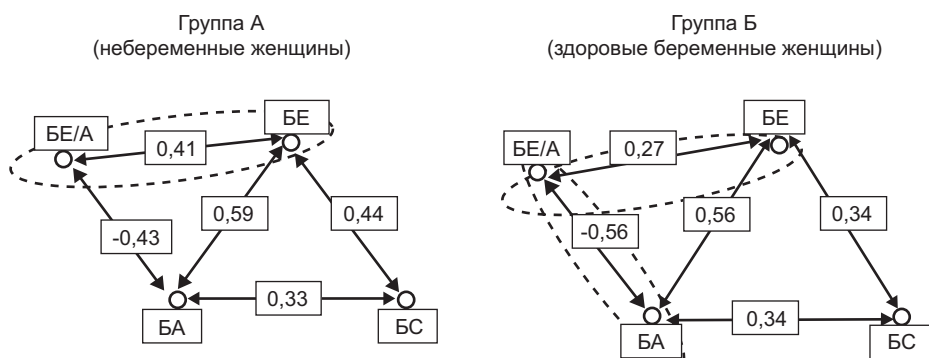 Группа А
(небеременные женщины)
БЕ/А
0,41
БЕ
-0,43
0,59
0,44
БА
0,33
БС
Группа Б
(здоровые беременные женщины)
БЕ/А
0,27
БЕ
-0,56
0,56
0,34
БА
0,34
БС